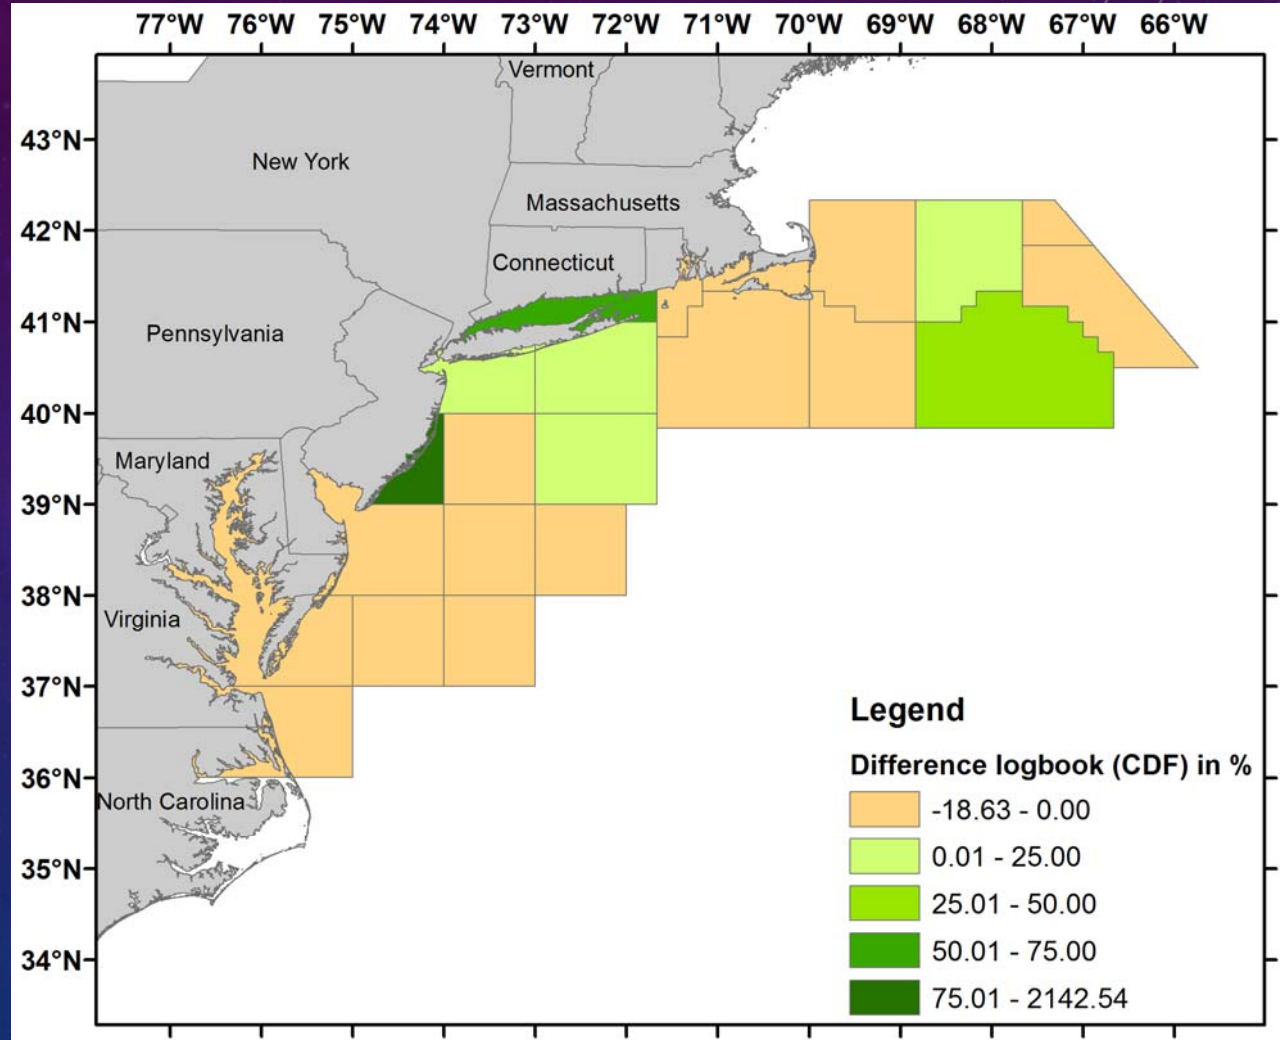 77°W 76°W 75°W 74°W 73°W 72°W 71°W 70°W 69°W 68°W 67°W 66°W
Vermont
43°N
New York
Massachusetts
42°N
Connecticut
41°N
Pennsylvania
40°N
Maryland
39°N
38°N
Virginia
37°N
36°N
North Carolina
35°N
34°N
Legend
Difference logbook (CDF) in %
-18.63 - 0.00
0.01 - 25.00
25.01 - 50.00
50.01 - 75.00
75.01 - 2142.54